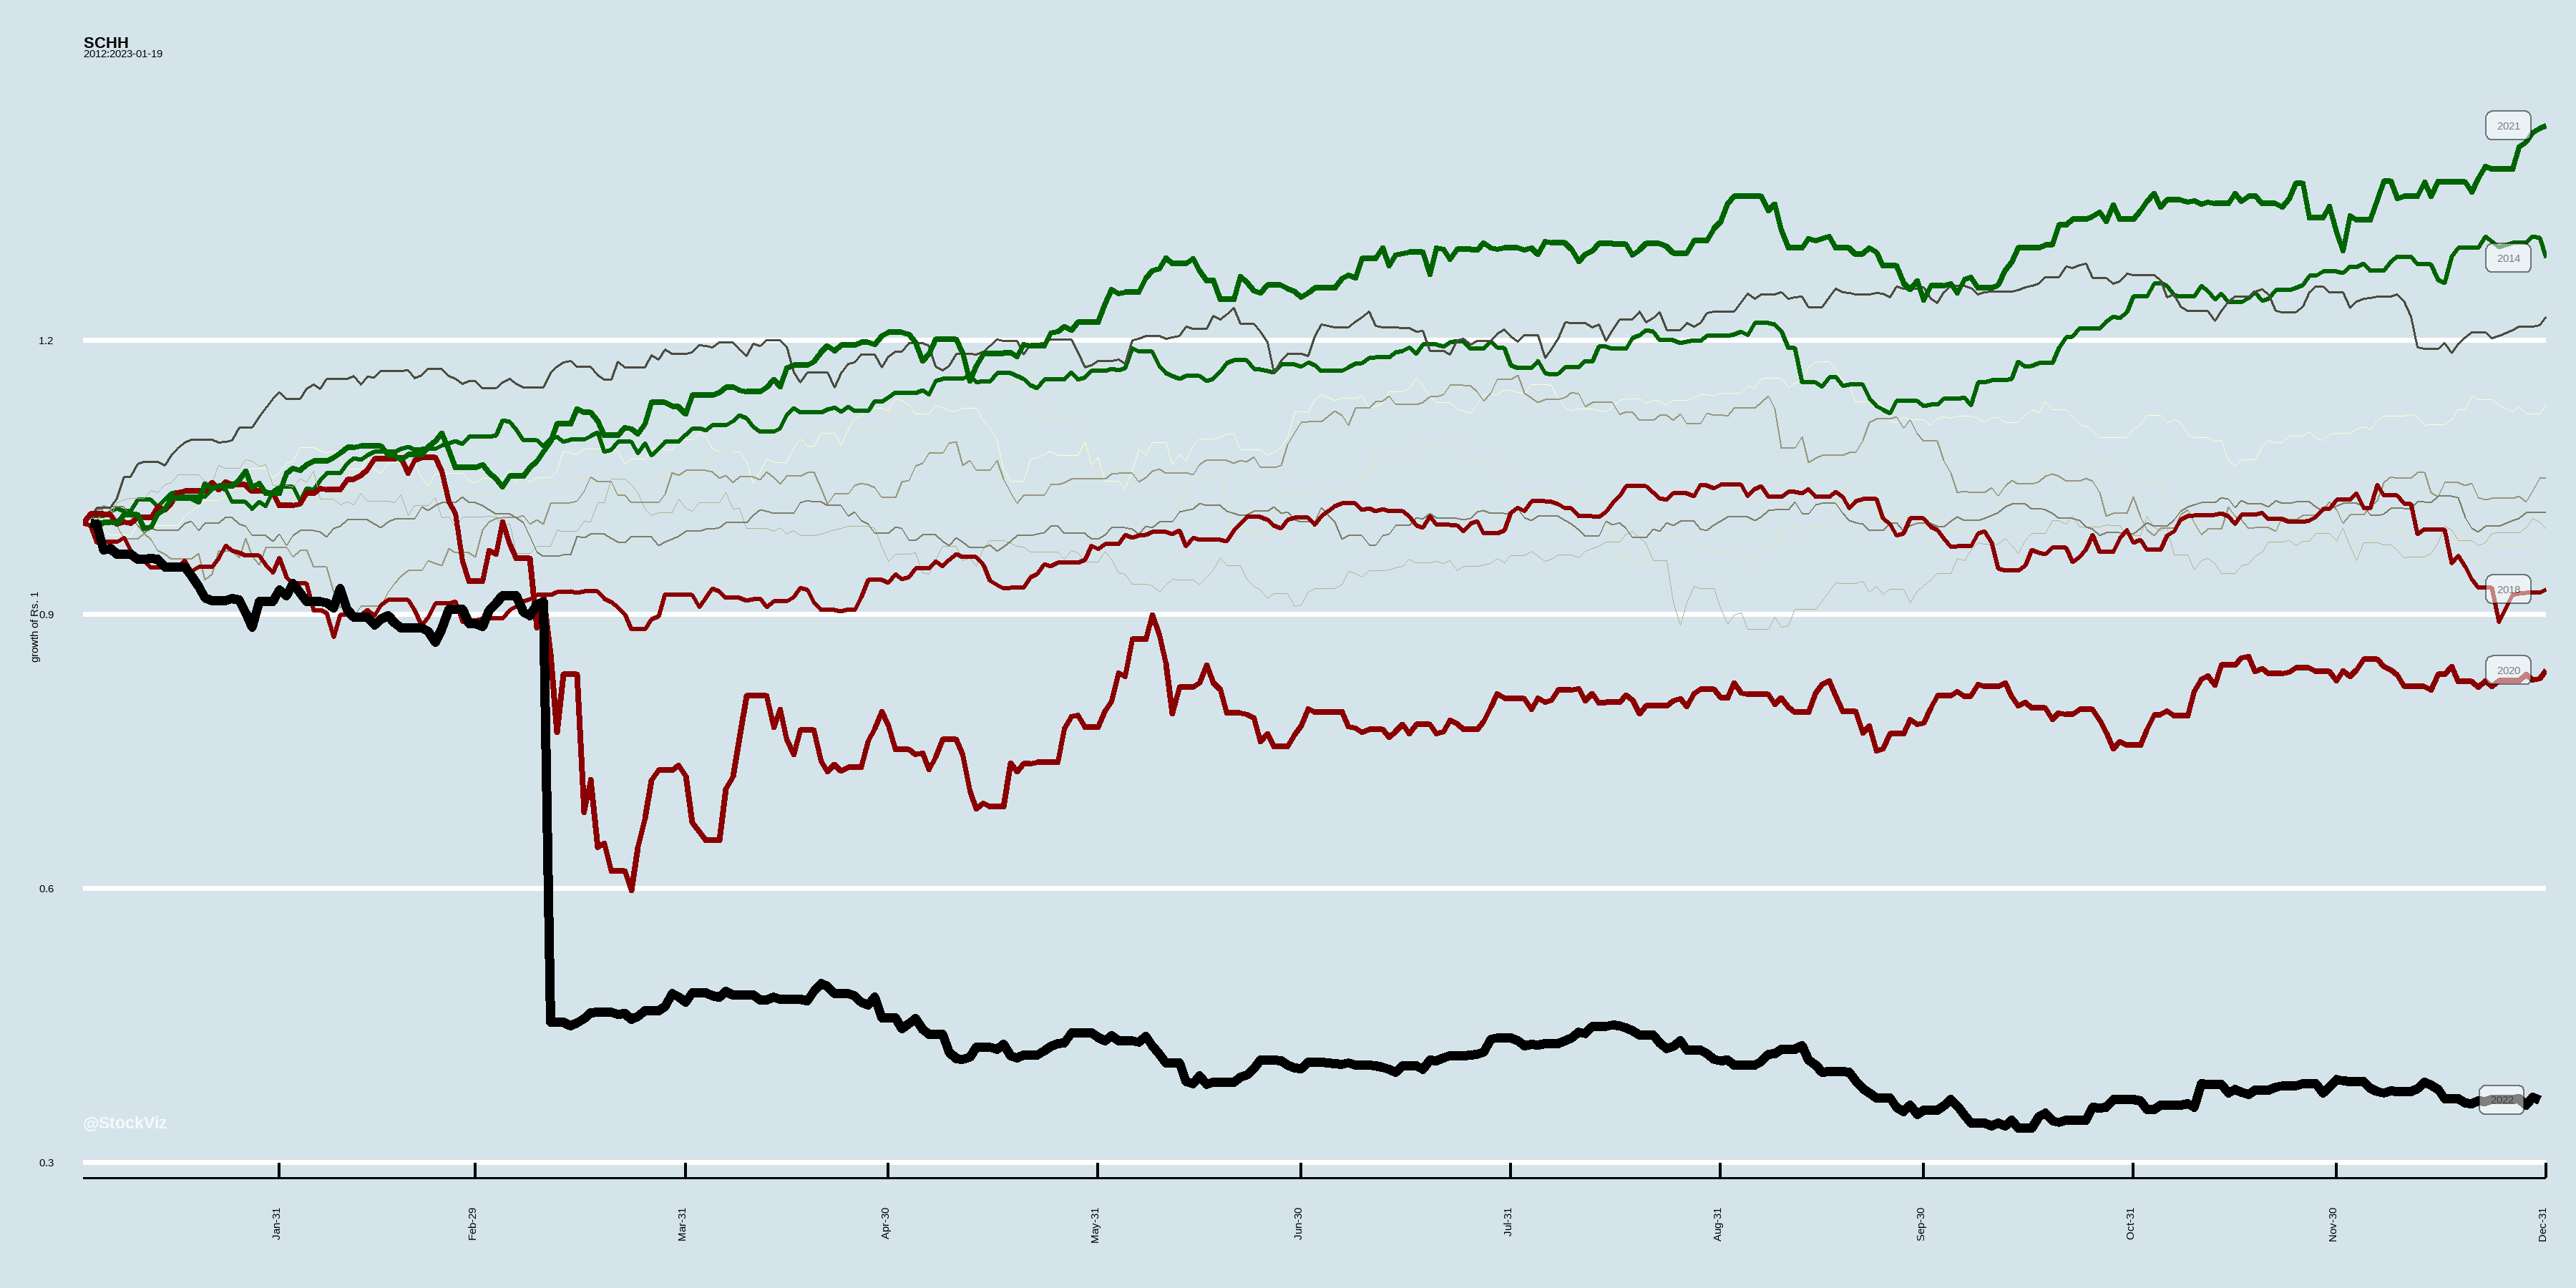 SCHH
2012:2023-01-19
2021
2014
1.2
growth of Rs. 1
0.9
2018
2020
0.6
2022
@StockViz
0.3
Jan-31
Feb-29
Mar-31
Apr-30
May-31
Jun-30
Jul-31
Aug-31
Sep-30
Oct-31
Nov-30
Dec-31